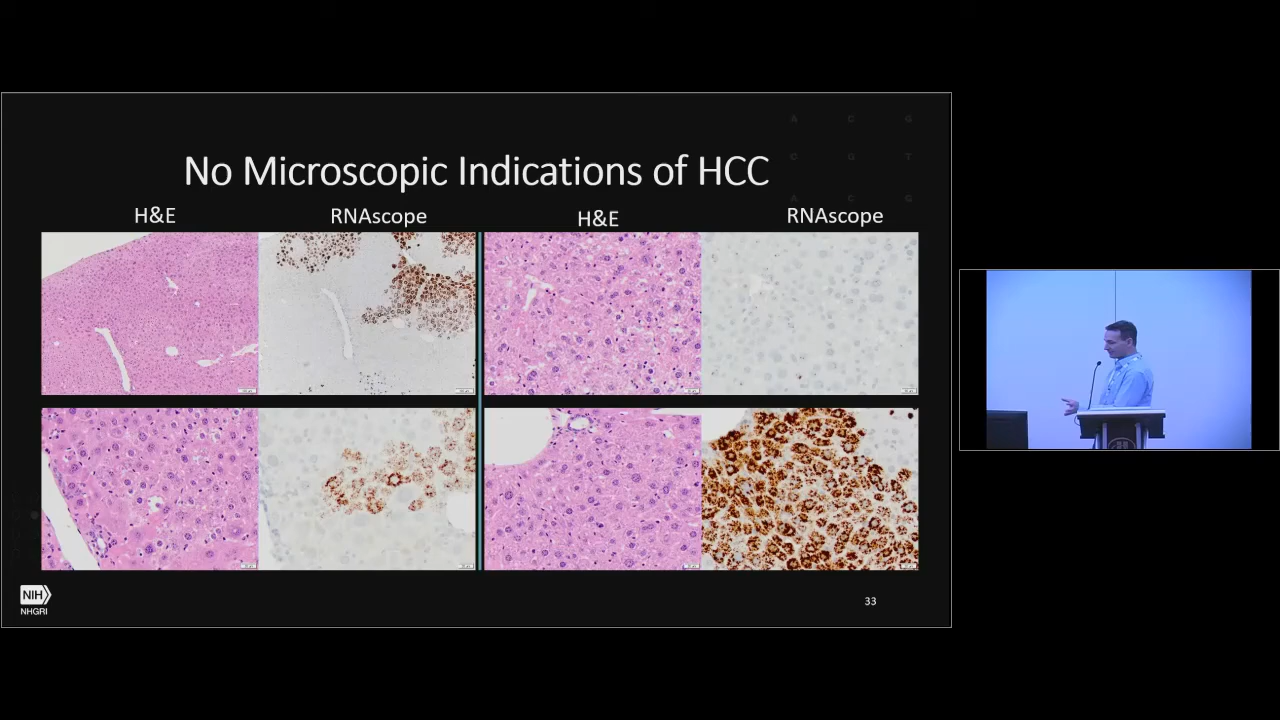 A C G
C G T
No Microscopic Indications of HCC
A C G
H&E RNAscope H&E RNAscope
NIH
NHGRI
33